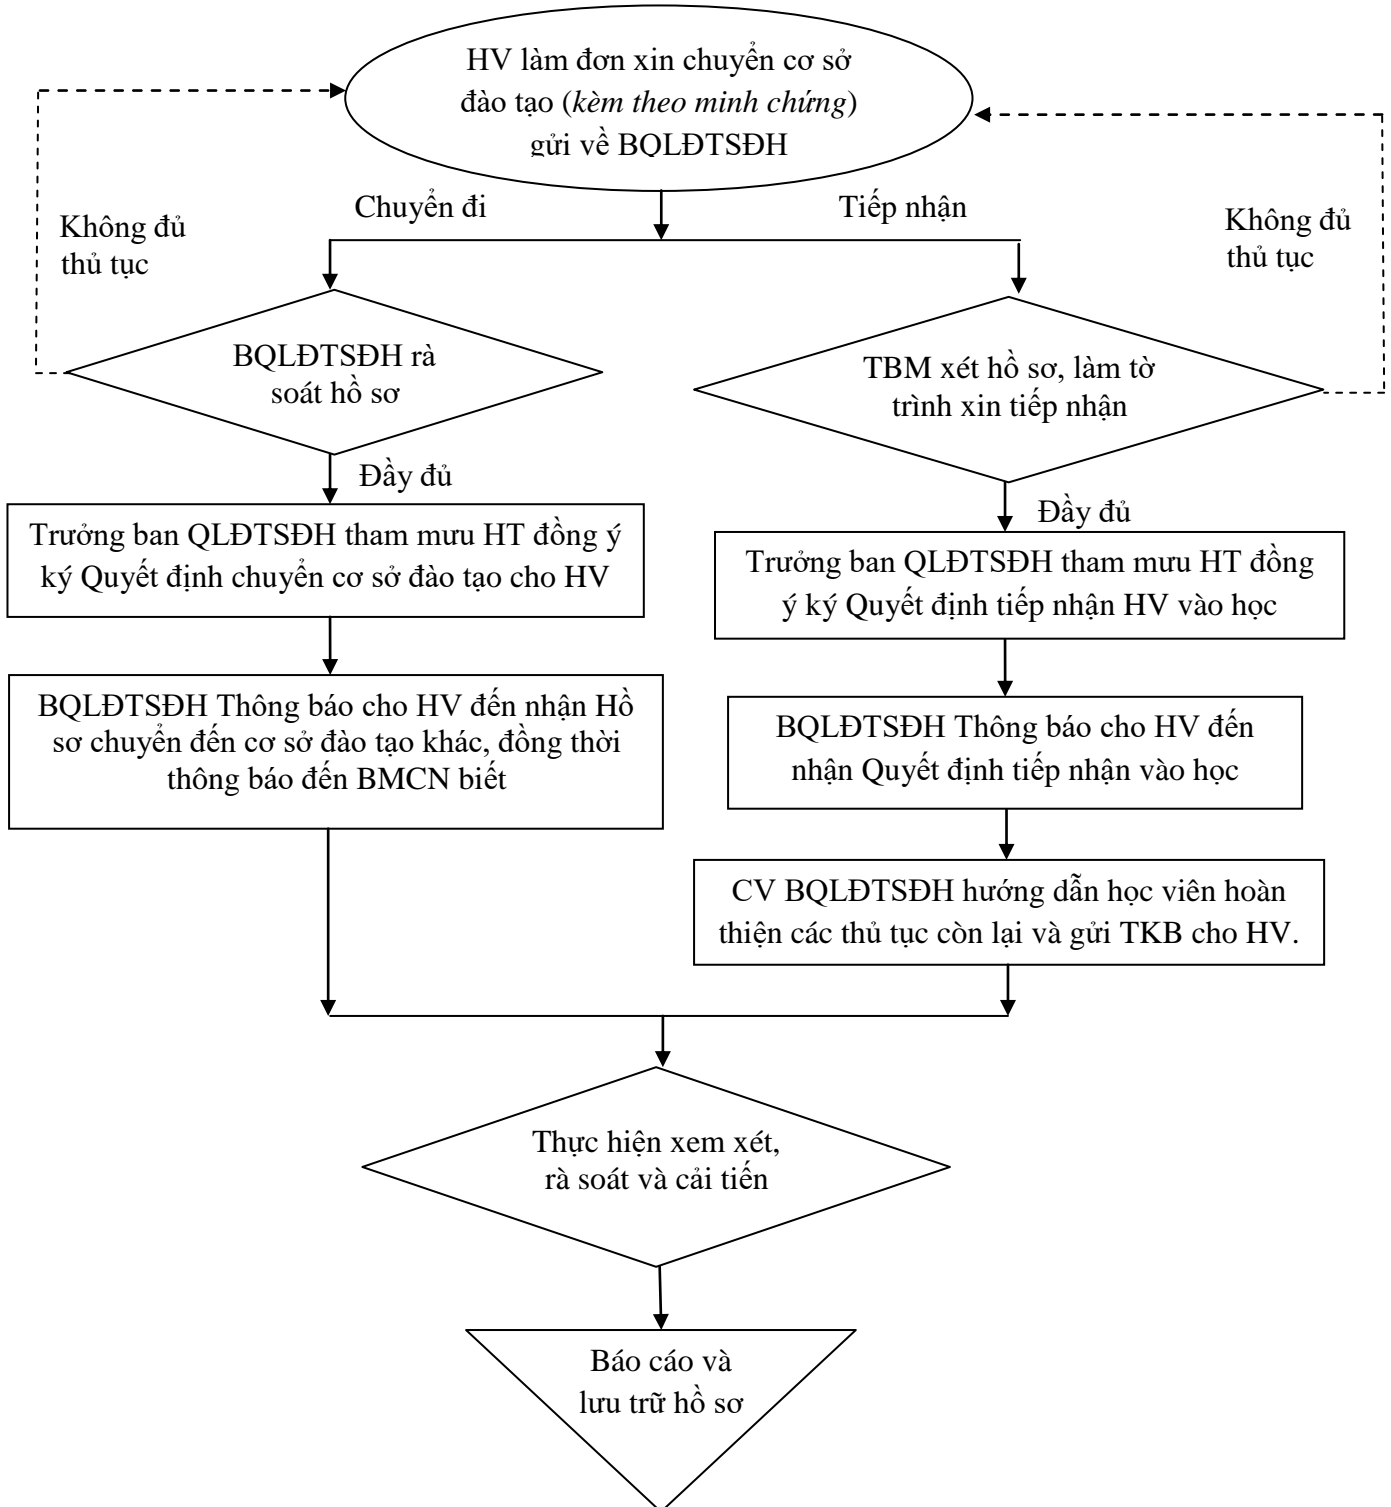 HV làm đơn xin chuyển cơ sở
đào tạo (kèm theo minh chứng)
gửi về BQLĐTSĐH
Chuyển đi
Tiếp nhận
Không đủ
thủ tục
Không đủ
thủ tục
BQLĐTSĐH rà
soát hồ sơ
TBM xét hồ sơ, làm tờ
trình xin tiếp nhận
Đầy đủ
Đầy đủ
Trưởng ban QLĐTSĐH tham mưu HT đồng ý
ký Quyết định chuyển cơ sở đào tạo cho HV
Trưởng ban QLĐTSĐH tham mưu HT đồng
ý ký Quyết định tiếp nhận HV vào học
BQLĐTSĐH Thông báo cho HV đến nhận Hồ
sơ chuyển đến cơ sở đào tạo khác, đồng thời
thông báo đến BMCN biết
BQLĐTSĐH Thông báo cho HV đến
nhận Quyết định tiếp nhận vào học
CV BQLĐTSĐH hướng dẫn học viên hoàn
thiện các thủ tục còn lại và gửi TKB cho HV.
Thực hiện xem xét,
rà soát và cải tiến
Báo cáo và
lưu trữ hồ sơ